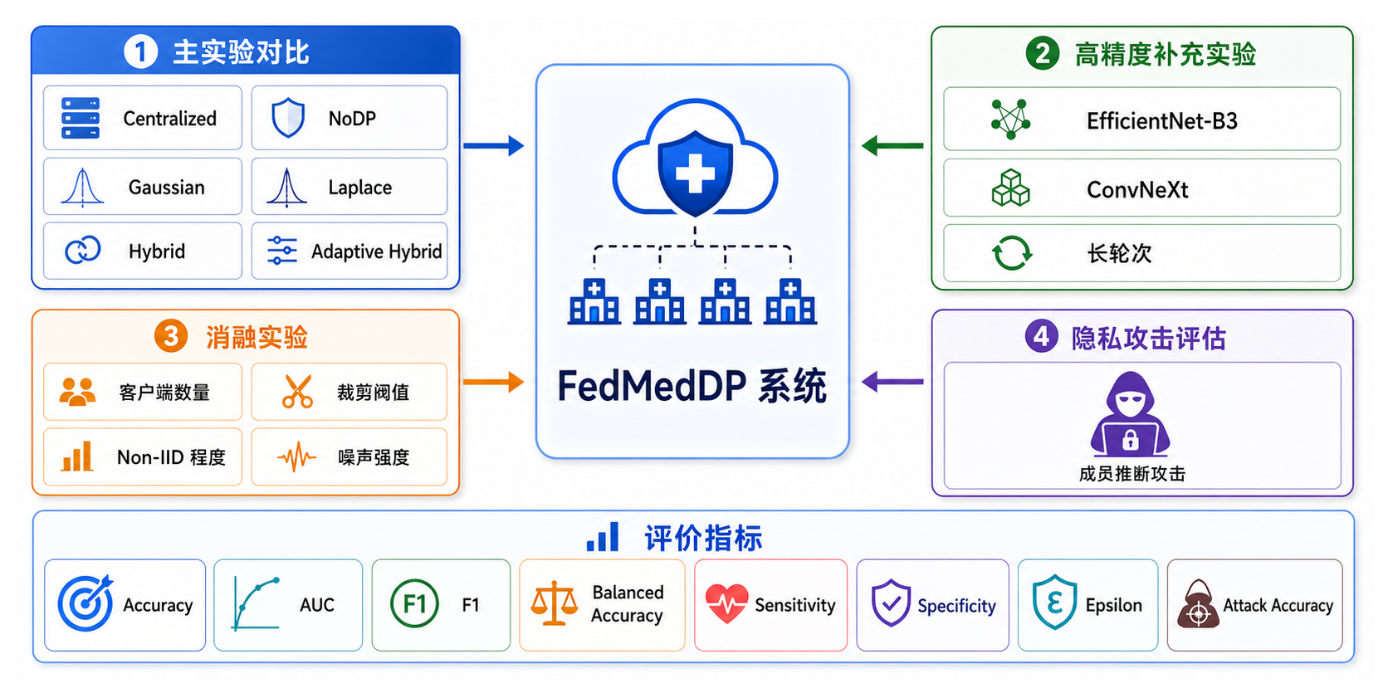 1 主实验对比
Centralized
NoDP
Gaussian
Laplace
Hybrid
Adaptive Hybrid
2 高精度补充实验
EfficientNet-B3
ConvNeXt
长轮次
3 消融实验
客户端数量
裁剪阀值
Non-IID 程度
噪声强度
FedMedDP 系统
4 隐私攻击评估
成员推断攻击
评价指标
Accuracy
AUC
F1 F1
Balanced
Accuracy
Sensitivity
Specificity
ε Epsilon
Attack Accuracy